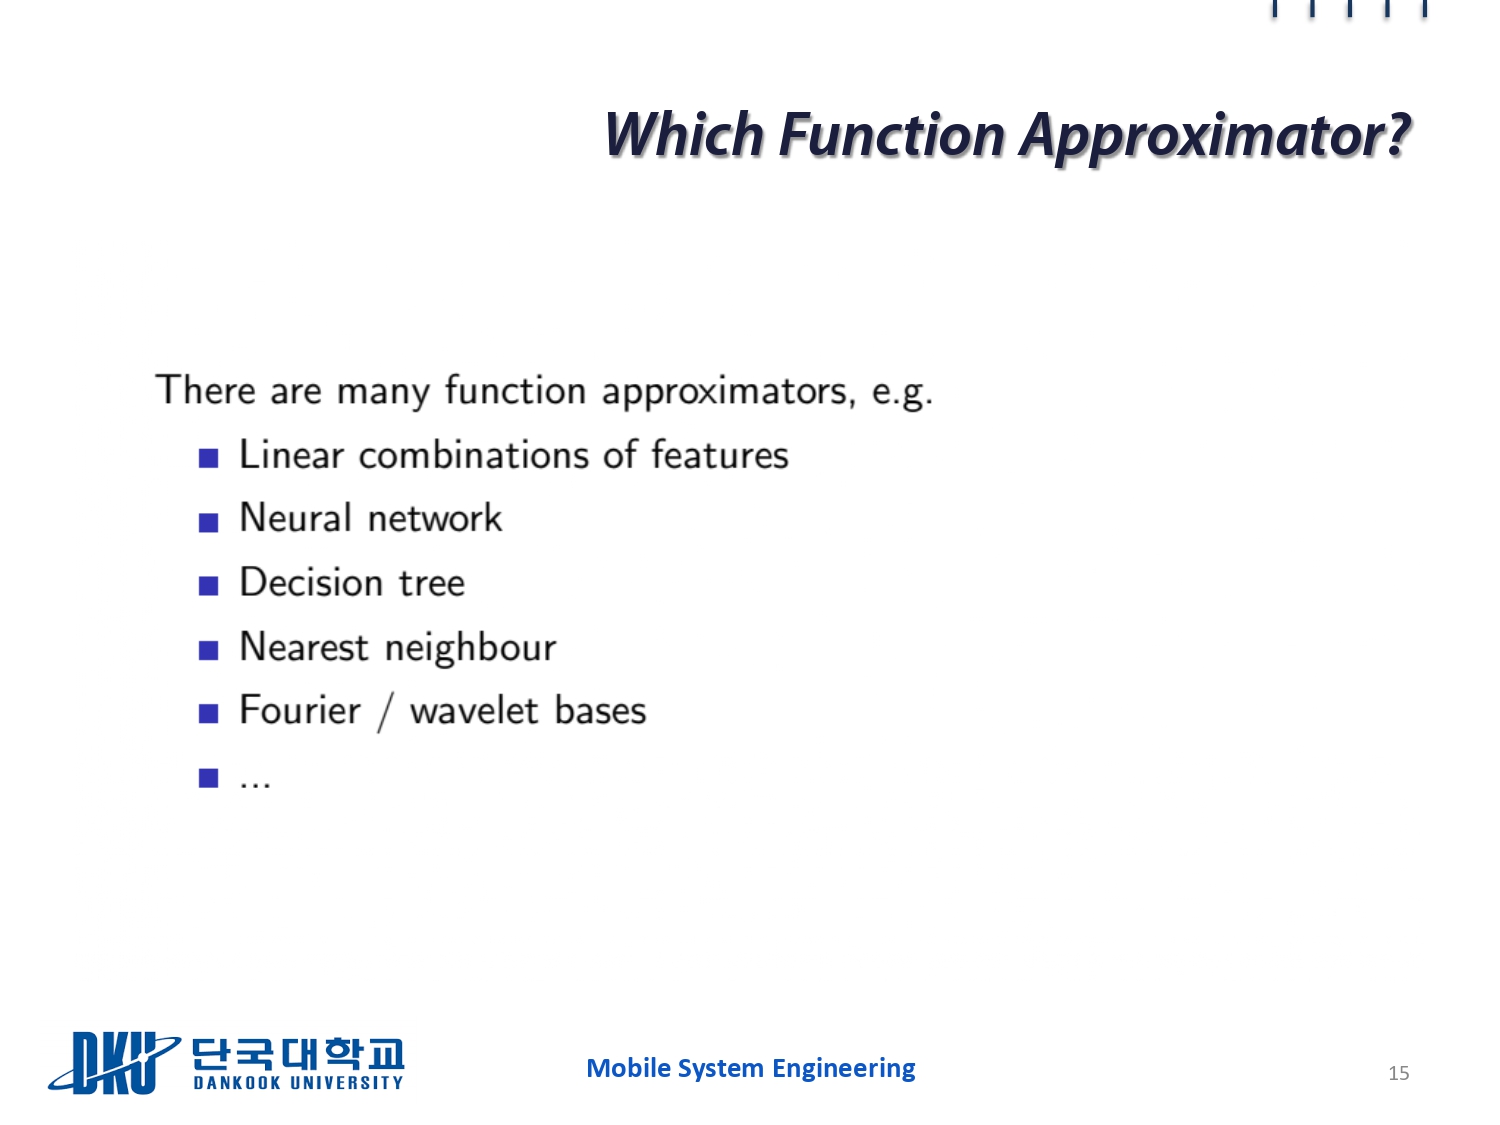 Which Function Approximator?
There are many function approximators, e.g.
Linear combinations of features
Neural network
Decision tree
Nearest neighbour
Fourier / wavelet bases
...
DKU 단국대학교
DANKOOK UNIVERSITY
Mobile System Engineering
15